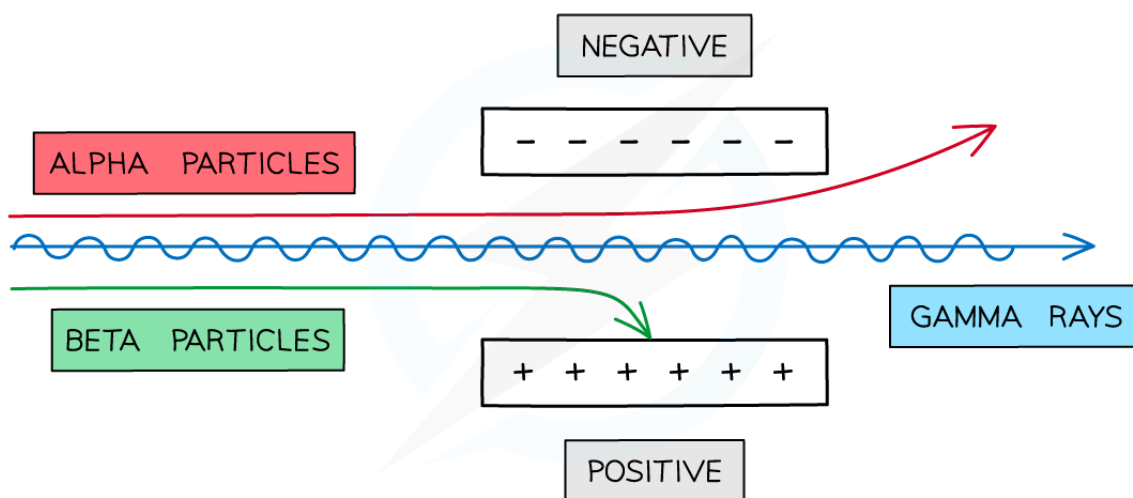 NEGATIVE
- - - - - -
ALPHA PARTICLES
BETA PARTICLES
GAMMA RAYS
+ + + + + +
POSITIVE